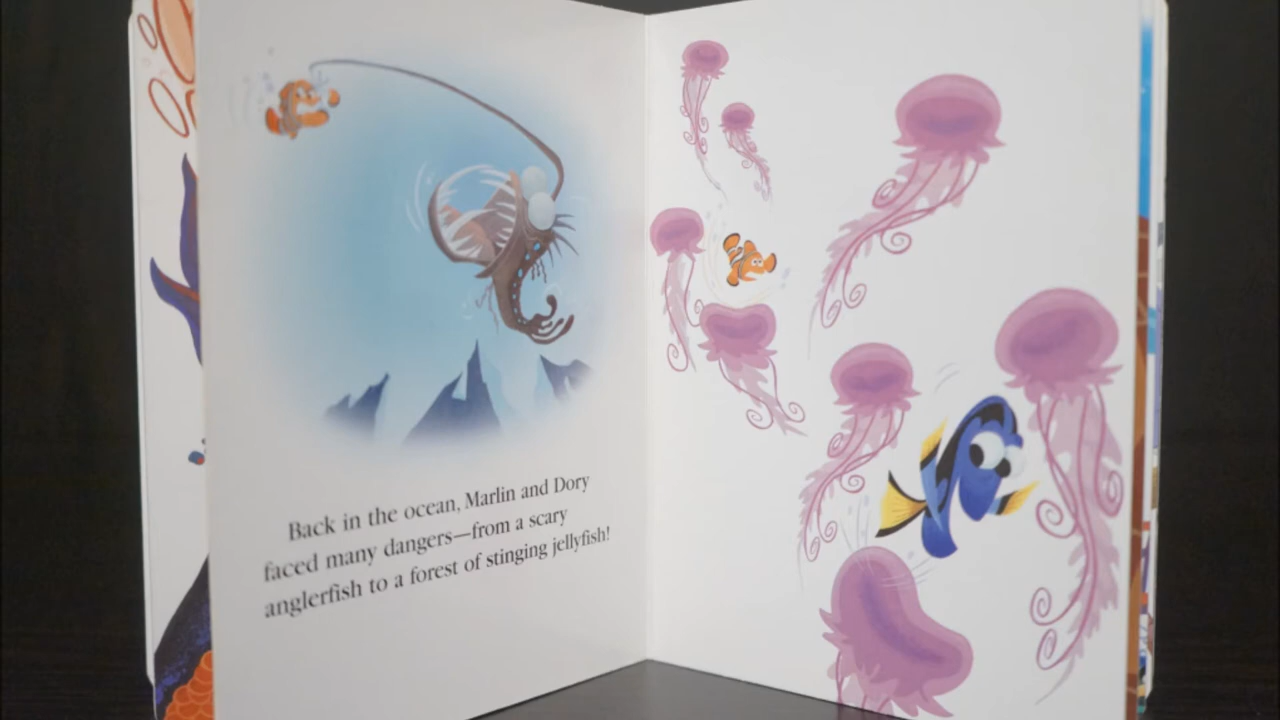 Back in the ocean, Marlin and Dory
faced many dangers—from a scary
anglerfish to a forest of stinging jellyfish!